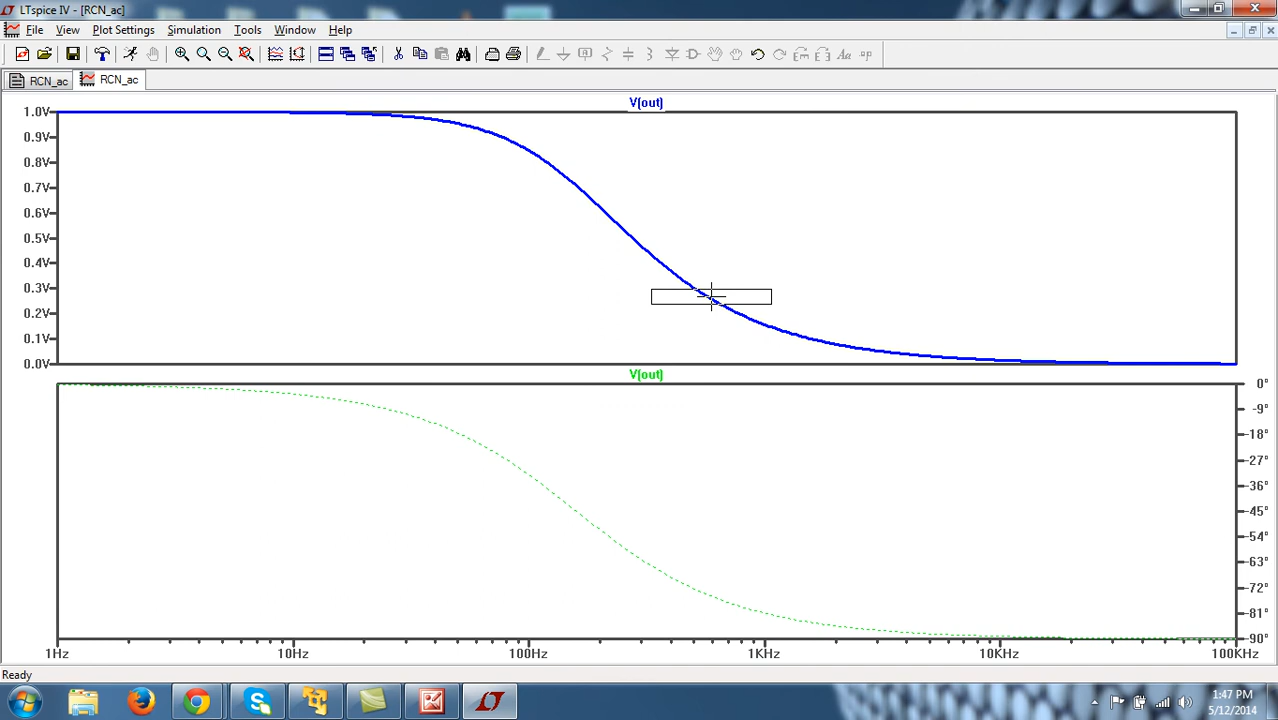 LTspice IV - [RCN_ac]
File View Plot Settings Simulation Tools Window Help
RCN_ac RCN_ac
V(out)
1.0V
0.9V
0.8V
0.7V
0.6V
0.5V
0.4V
0.3V
0.2V
0.1V
0.0V
V(out)
0°
-9°
-18°
-27°
-36°
-45°
-54°
-63°
-72°
-81°
-90°
1Hz 10Hz 100Hz 1KHz 10KHz 100KHz
Ready
1:47 PM
5/12/2014